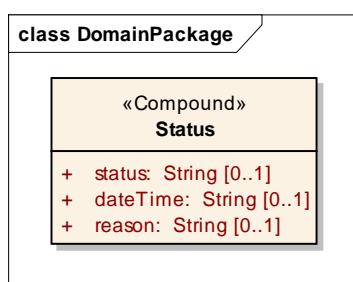 class DomainPackage
«Compound»
Status
+ status: String [0..1]
+ dateTime: String [0..1]
+ reason: String [0..1]